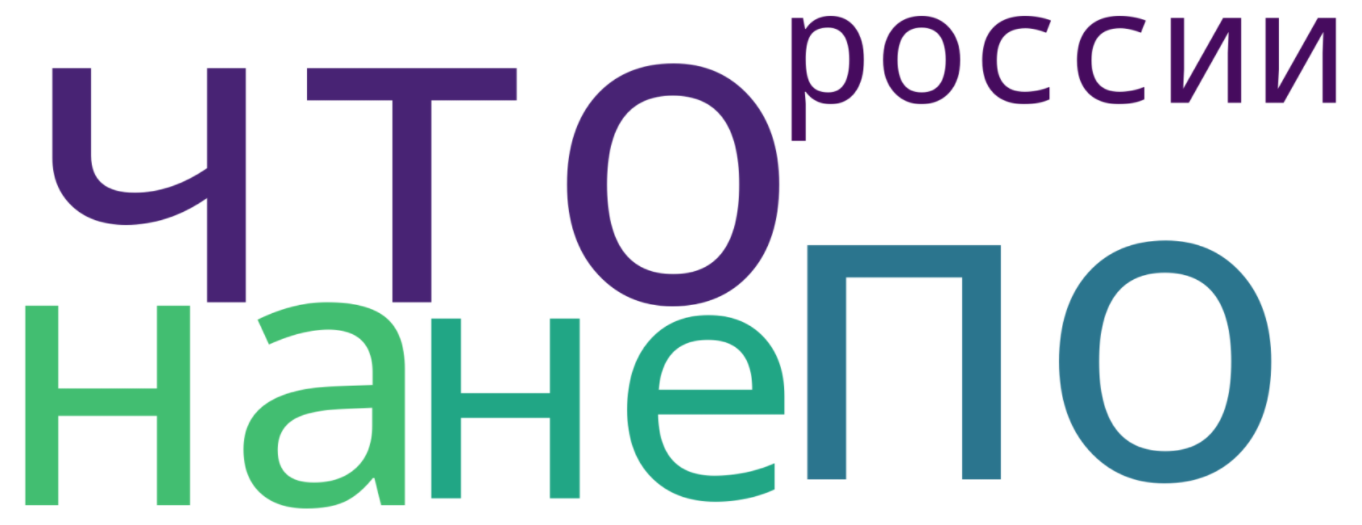 россии
что
по
на
не